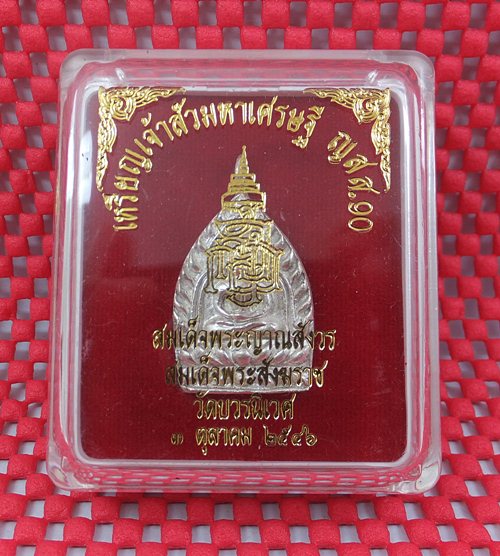 เหรียญเจ้าสัวมหาเศรษฐี ญสส.๑๐
สมเด็จพระญาณสังวร
สมเด็จพระสังฆราช
วัดบวรนิเวศ
๓ ตุลาคม ๒๕๔๖